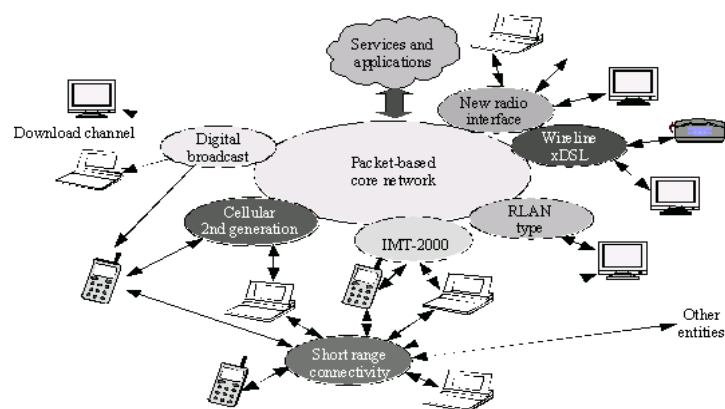 Services and
applications
New radio
interface
Download channel
Digital
broadcast
Wireline
xDSL
Packet-based
core network
Cellular
2nd generation
RLAN
type
IMT-2000
Other
entities
Short range
connectivity